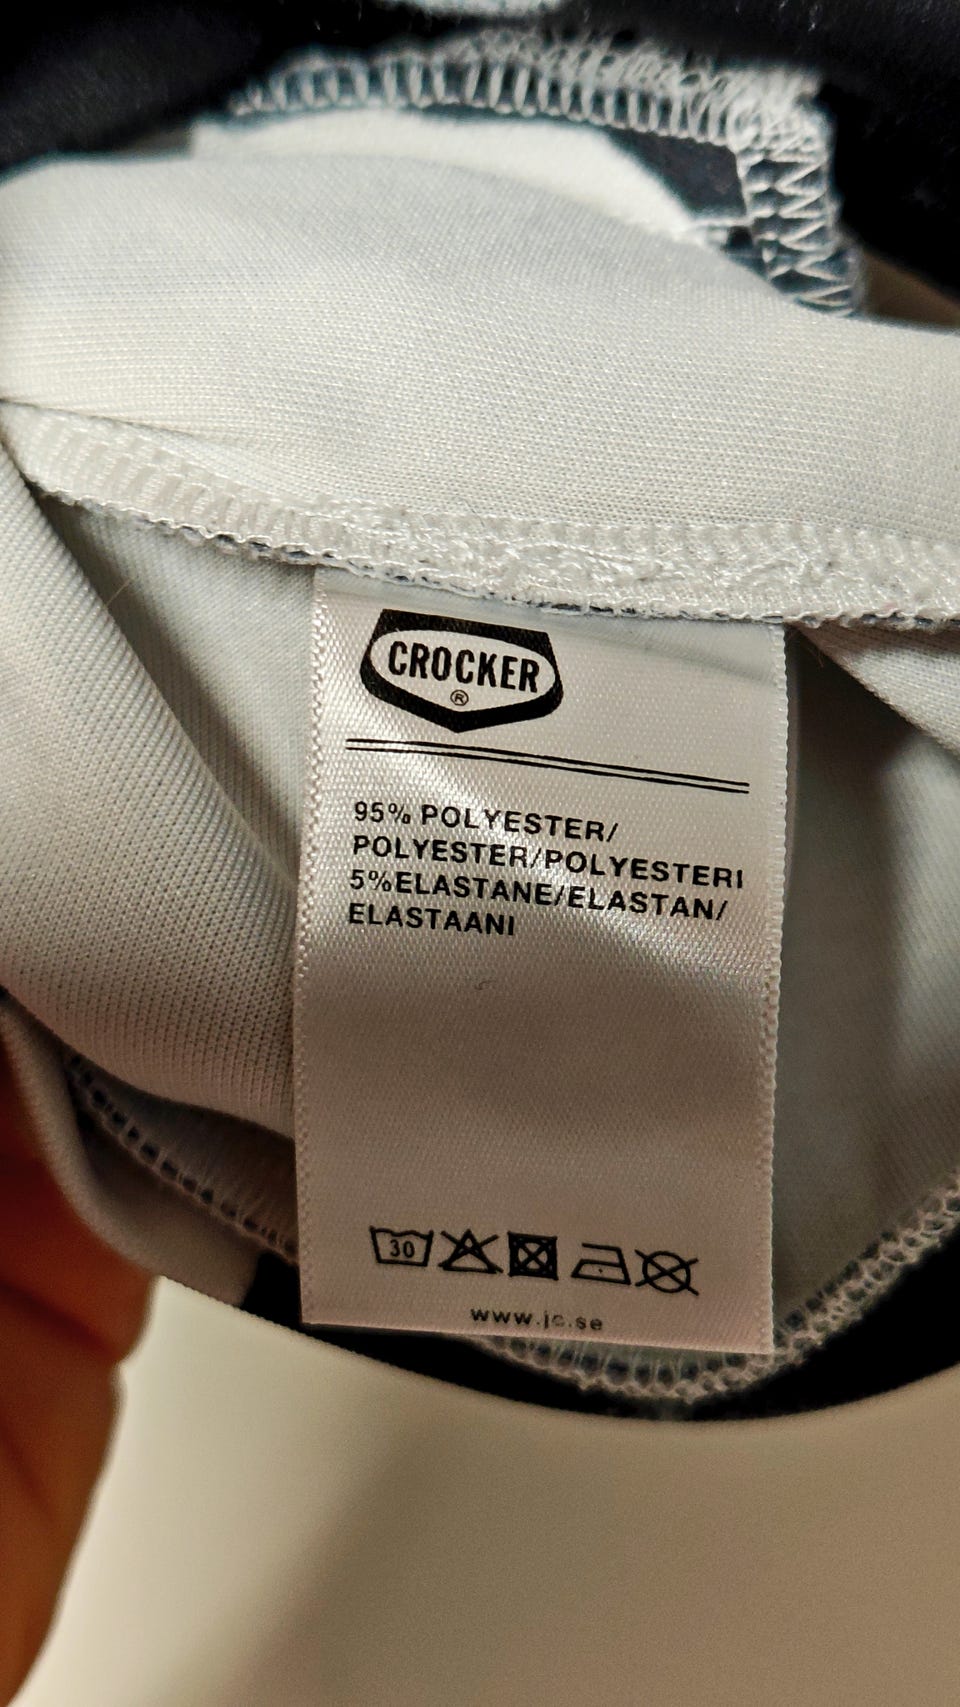 CROCKER
®
95% POLYESTER/
POLYESTER/POLYESTERI
5%ELASTANE/ELASTAN/
ELASTAANI
30
www.jc.se